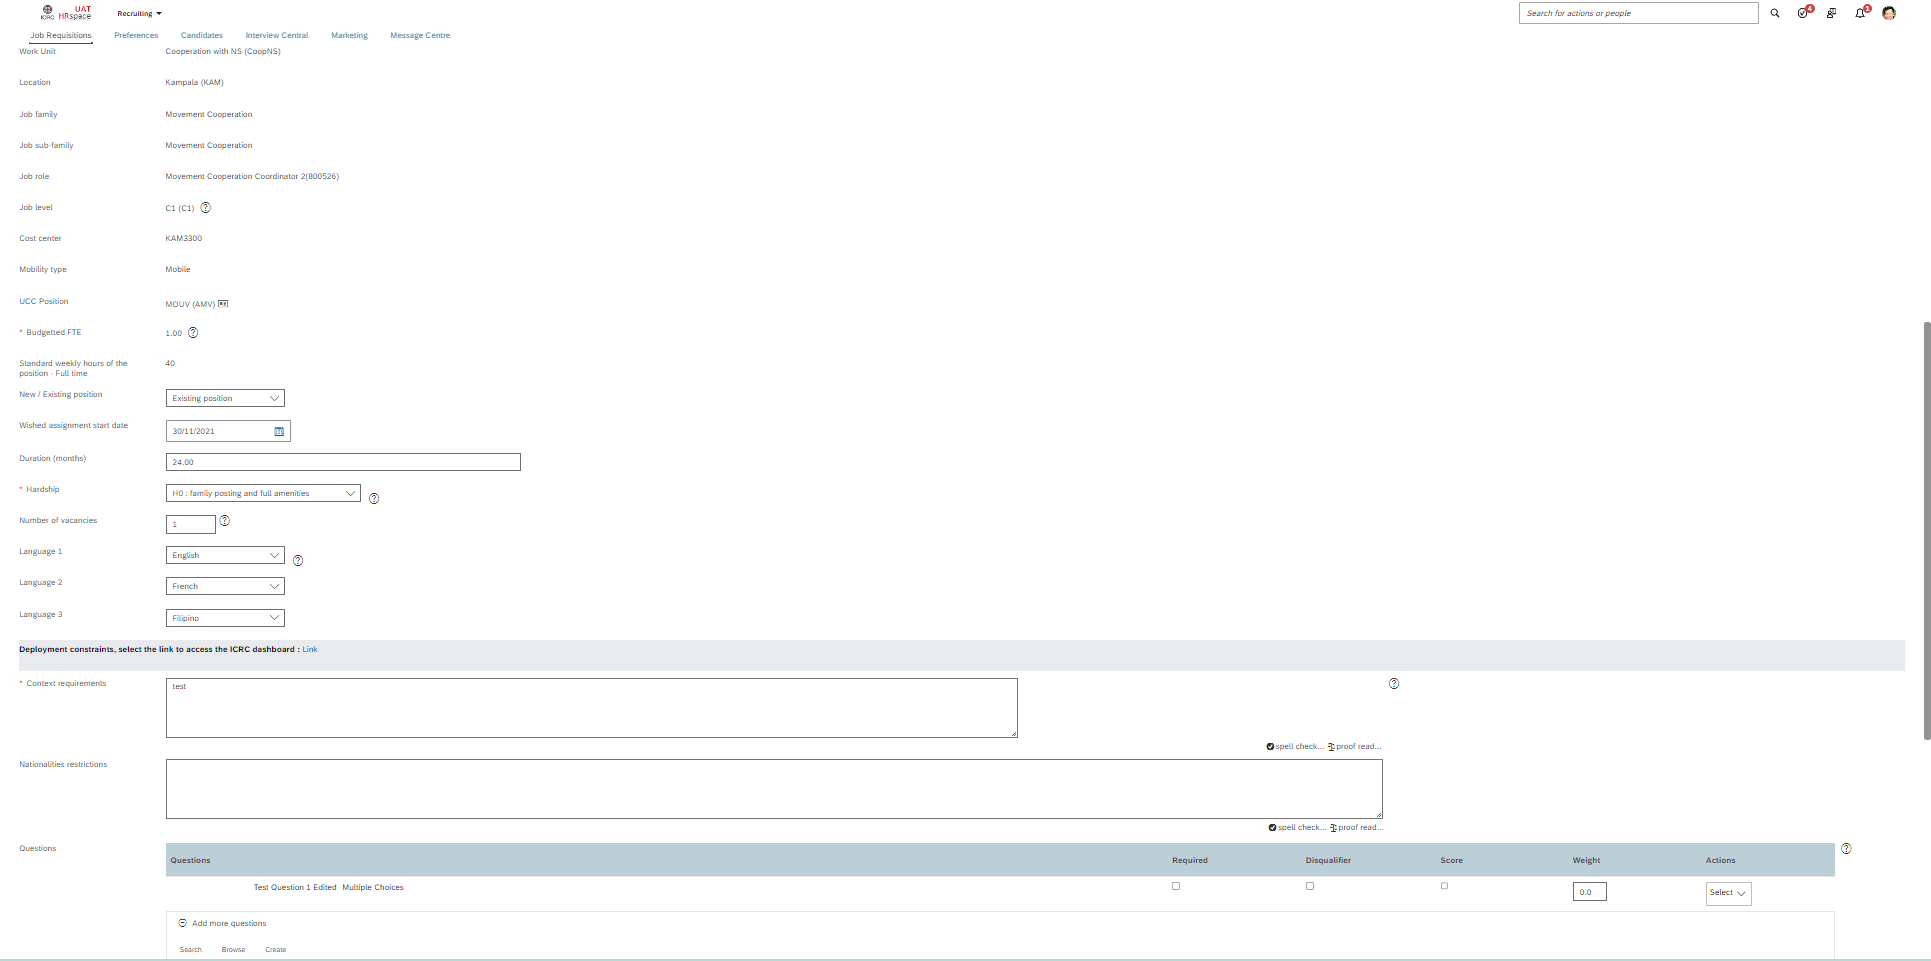 ICRC
UAT
HRspace
Recruiting
Search for actions or people
4
1
Job Requisitions Preferences Candidates Interview Central Marketing Message Centre
Work Unit Cooperation with NS (CoopNS)
Location Kampala (KAM)
Job family Movement Cooperation
Job sub-family Movement Cooperation
Job role Movement Cooperation Coordinator 2(800526)
Job level C1 (C1)
Cost center KAM3300
Mobility type Mobile
UCC Position MOUV (AMV)
* Budgetted FTE 1.00
Standard weekly hours of the 40
position - Full time
New / Existing position Existing position
Wished assignment start date 30/11/2021
Duration (months) 24.00
* Hardship H0 : family posting and full amenities
Number of vacancies 1
Language 1 English
Language 2 French
Language 3 Filipino
Deployment constraints, select the link to access the ICRC dashboard : Link
* Context requirements test
spell check... proof read...
Nationalities restrictions
spell check... proof read...
Questions
Questions Required Disqualifier Score Weight Actions
Test Question 1 Edited Multiple Choices 0.0 Select
Add more questions
Search Browse Create